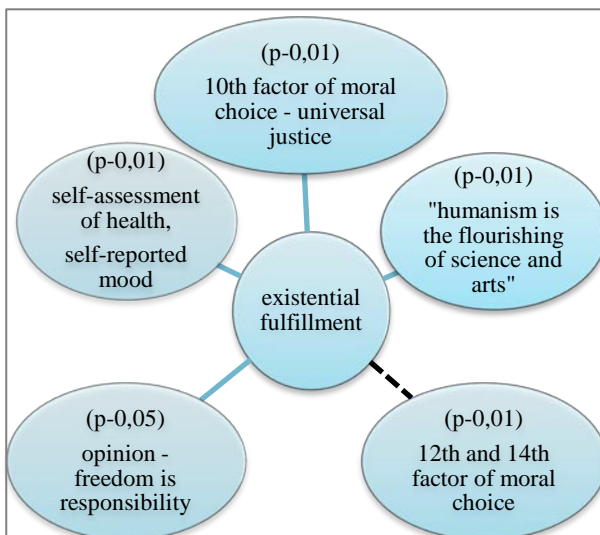 (p-0,01)
10th factor of moral
choice - universal
justice
(p-0,01)
self-assessment
of health,
self-reported
mood
(p-0,01)
"humanism is
the flourishing
of science and
arts"
existential
fulfillment
(p-0,05)
opinion -
freedom is
responsibility
(p-0,01)
12th and 14th
factor of moral
choice